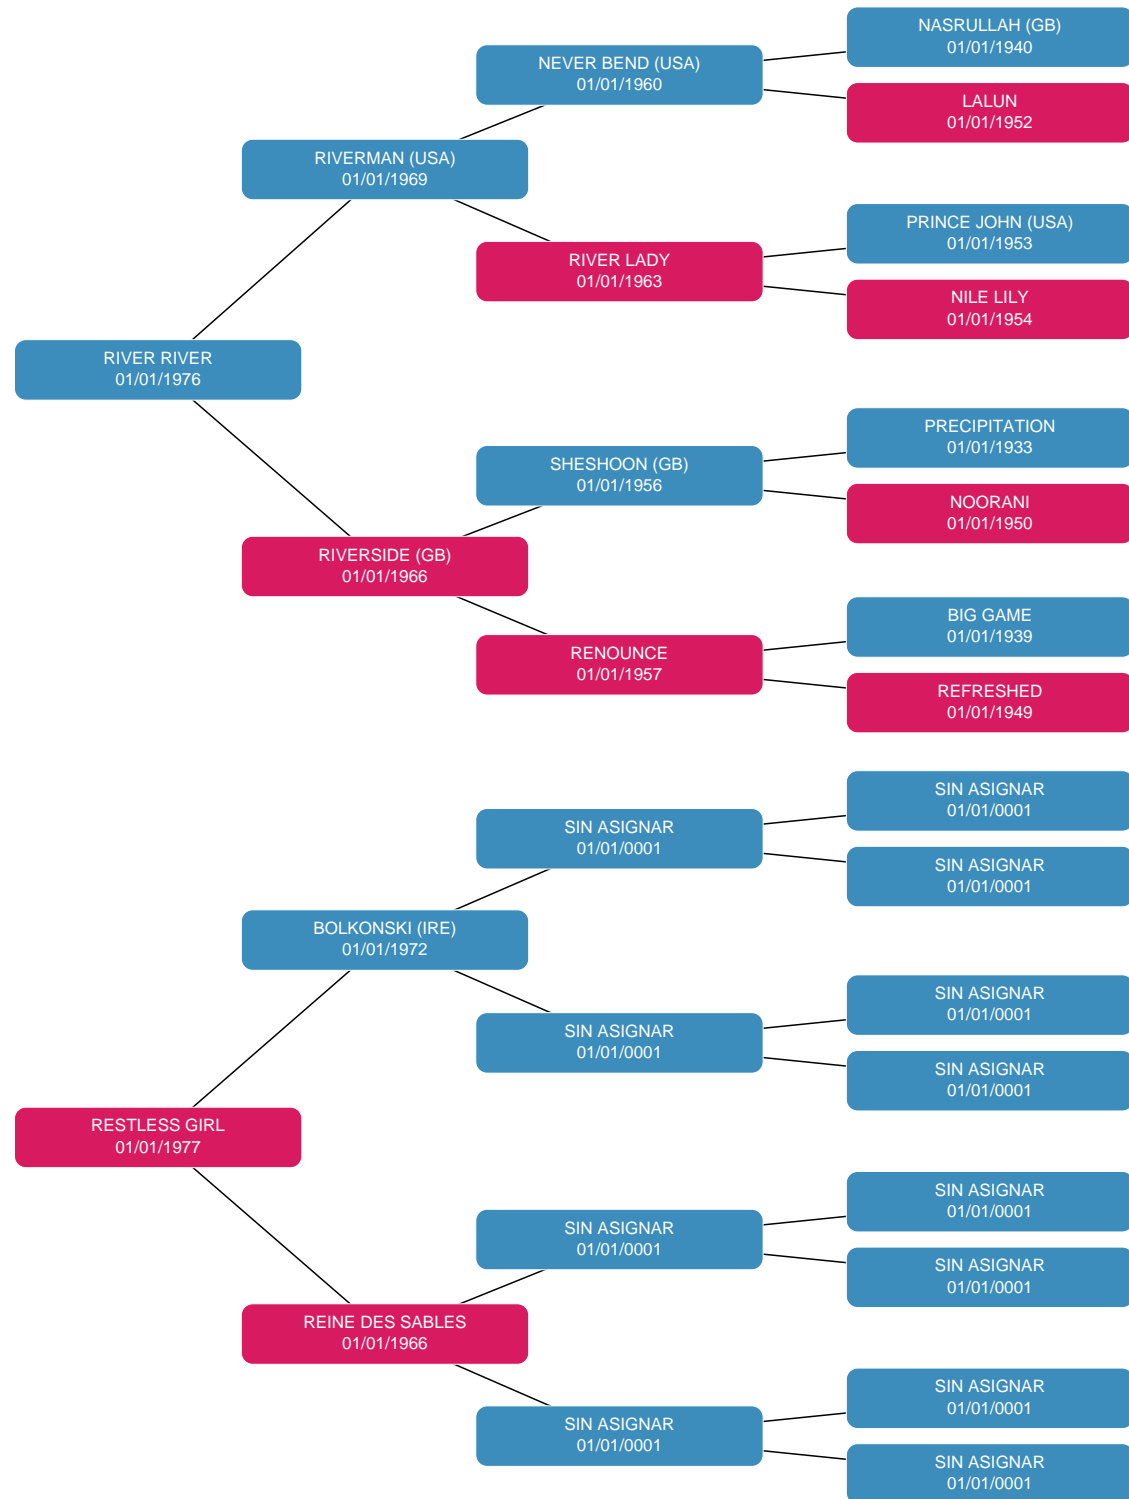 NASRULLAH (GB)
01/01/1940
NEVER BEND (USA)
01/01/1960
LALUN
01/01/1952
RIVERMAN (USA)
01/01/1969
PRINCE JOHN (USA)
01/01/1953
RIVER LADY
01/01/1963
NILE LILY
01/01/1954
RIVER RIVER
01/01/1976
PRECIPITATION
01/01/1933
SHESHOON (GB)
01/01/1956
NOORANI
01/01/1950
RIVERSIDE (GB)
01/01/1966
BIG GAME
01/01/1939
RENOUNCE
01/01/1957
REFRESHED
01/01/1949
SIN ASIGNAR
01/01/0001
SIN ASIGNAR
01/01/0001
SIN ASIGNAR
01/01/0001
BOLKONSKI (IRE)
01/01/1972
SIN ASIGNAR
01/01/0001
SIN ASIGNAR
01/01/0001
SIN ASIGNAR
01/01/0001
RESTLESS GIRL
01/01/1977
SIN ASIGNAR
01/01/0001
SIN ASIGNAR
01/01/0001
SIN ASIGNAR
01/01/0001
REINE DES SABLES
01/01/1966
SIN ASIGNAR
01/01/0001
SIN ASIGNAR
01/01/0001
SIN ASIGNAR
01/01/0001